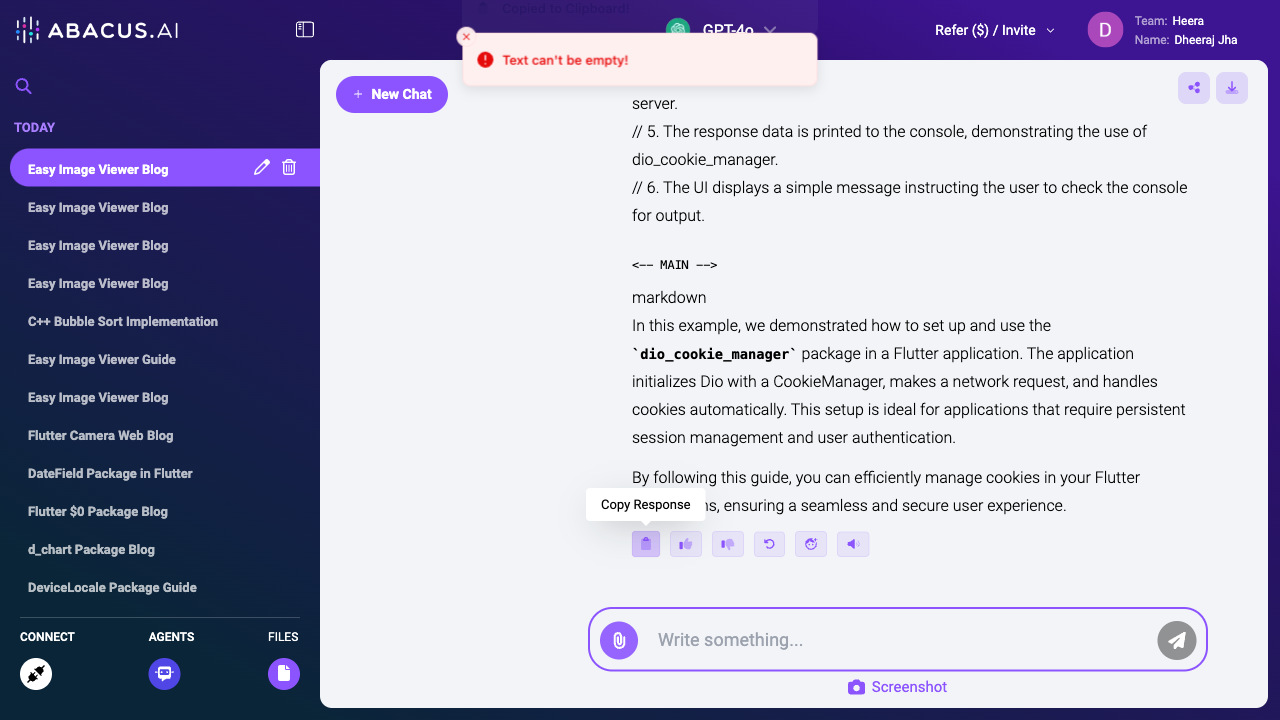 ABACUS.AI
Copied to Clipboard!
GPT-4o
Text can't be empty!
Refer ($) / Invite
D
Team: Heera
Name: Dheeraj Jha
TODAY
Easy Image Viewer Blog
Easy Image Viewer Blog
Easy Image Viewer Blog
Easy Image Viewer Blog
C++ Bubble Sort Implementation
Easy Image Viewer Guide
Easy Image Viewer Blog
Flutter Camera Web Blog
DateField Package in Flutter
Flutter $0 Package Blog
d_chart Package Blog
DeviceLocale Package Guide
CONNECT
AGENTS
FILES
+ New Chat
server.
// 5. The response data is printed to the console, demonstrating the use of
dio_cookie_manager.
// 6. The UI displays a simple message instructing the user to check the console
for output.
<-- MAIN -->
markdown
In this example, we demonstrated how to set up and use the
`dio_cookie_manager` package in a Flutter application. The application
initializes Dio with a CookieManager, makes a network request, and handles
cookies automatically. This setup is ideal for applications that require persistent
session management and user authentication.
By following this guide, you can efficiently manage cookies in your Flutter
ns, ensuring a seamless and secure user experience.
Copy Response
Write something...
Screenshot